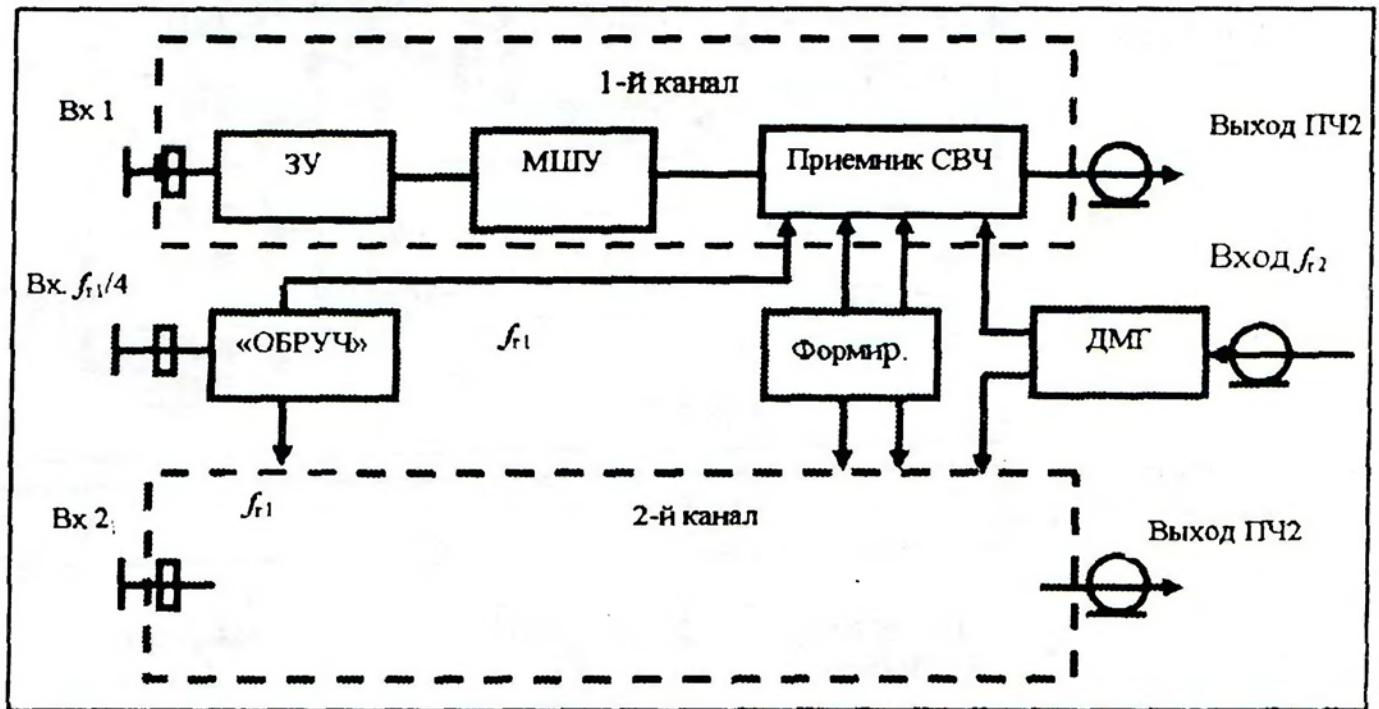 1-й канал
Вх 1
Выход ПЧ2
ЗУ
МШУ
Приемник СВЧ
Вх. fг1/4
Вход fг2
«ОБРУЧ»
fг1
Формир.
ДМГ
fг1
2-й канал
Вх 2
Выход ПЧ2